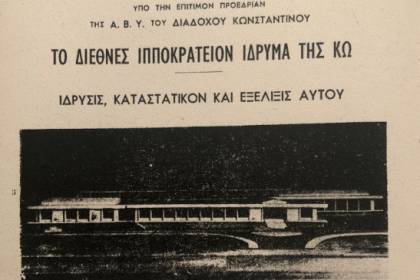 ΥΠΟ ΤΗΝ ΕΠΙΤΙΜΟΝ ΠΡΟΕΔΡΙΑΝ
ΤΗΣ Α. Β. Υ. ΤΟΥ ΔΙΑΔΟΧΟΥ ΚΩΝΣΤΑΝΤΙΝΟΥ
ΤΟ ΔΙΕΘΝΕΣ ΙΠΠΟΚΡΑΤΕΙΟΝ ΙΔΡΥΜΑ ΤΗΣ ΚΩ
ΙΔΡΥΣΙΣ, ΚΑΤΑΣΤΑΤΙΚΟΝ ΚΑΙ ΕΞΕΛΙΞΙΣ ΑΥΤΟΥ